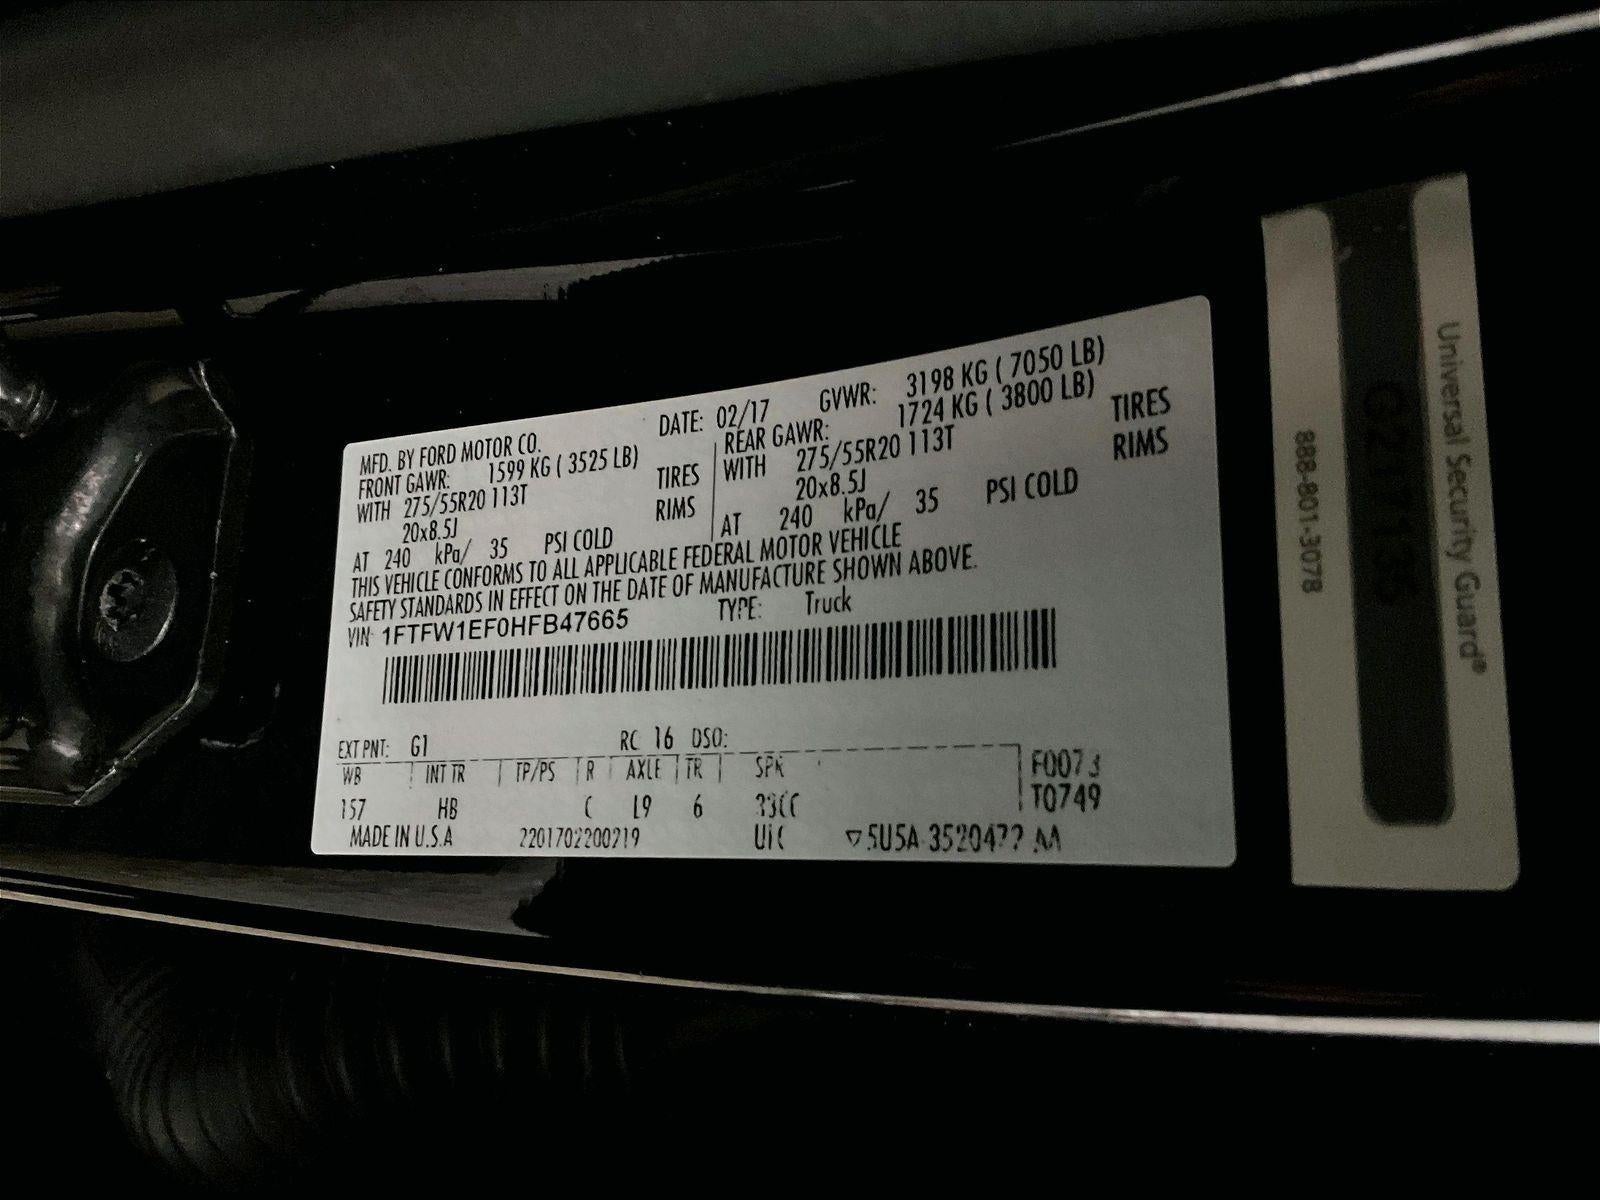 MFD. BY FORD MOTOR CO.
DATE: 02/17 GVWR: 3198 KG ( 7050 LB)
FRONT GAWR: 1599 KG ( 3525 LB)
WITH 275/55R20 113T TIRES
20x8.5J RIMS
AT 240 kPa/ 35 PSI COLD
REAR GAWR: 1724 KG ( 3800 LB)
WITH 275/55R20 113T TIRES
20x8.5J RIMS
AT 240 kPa/ 35 PSI COLD
THIS VEHICLE CONFORMS TO ALL APPLICABLE FEDERAL MOTOR VEHICLE
SAFETY STANDARDS IN EFFECT ON THE DATE OF MANUFACTURE SHOWN ABOVE.
VIN: 1FTFW1EF0HFB47665 TYPE: Truck
EXT PNT: G1 RC 16 DSO:
WB INT TR TP/PS R AXLE TR SPR
F0073
157 HB C L9 6
T0749
MADE IN U.S.A 2201702200219
Universal Security Guard®
888-801-3078